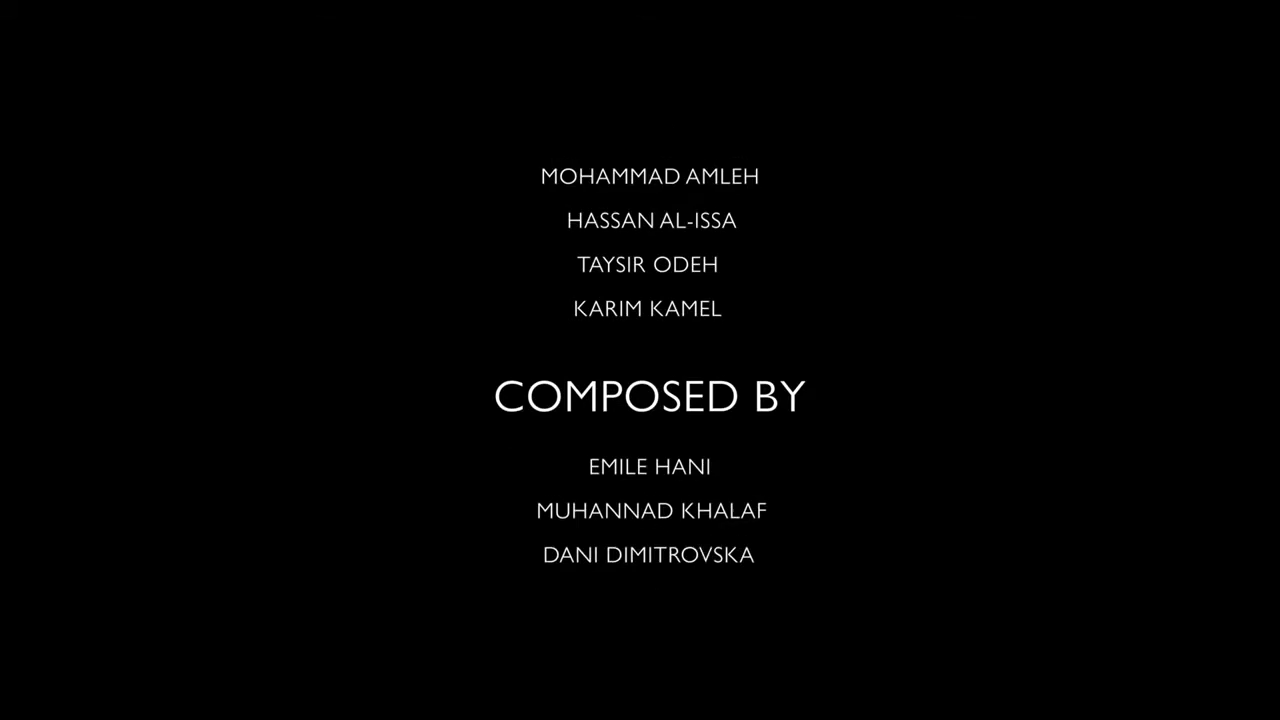 MOHAMMAD AMLEH
HASSAN AL-ISSA
TAYSIR ODEH
KARIM KAMEL
COMPOSED BY
EMILE HANI
MUHANNAD KHALAF
DANI DIMITROVSKA